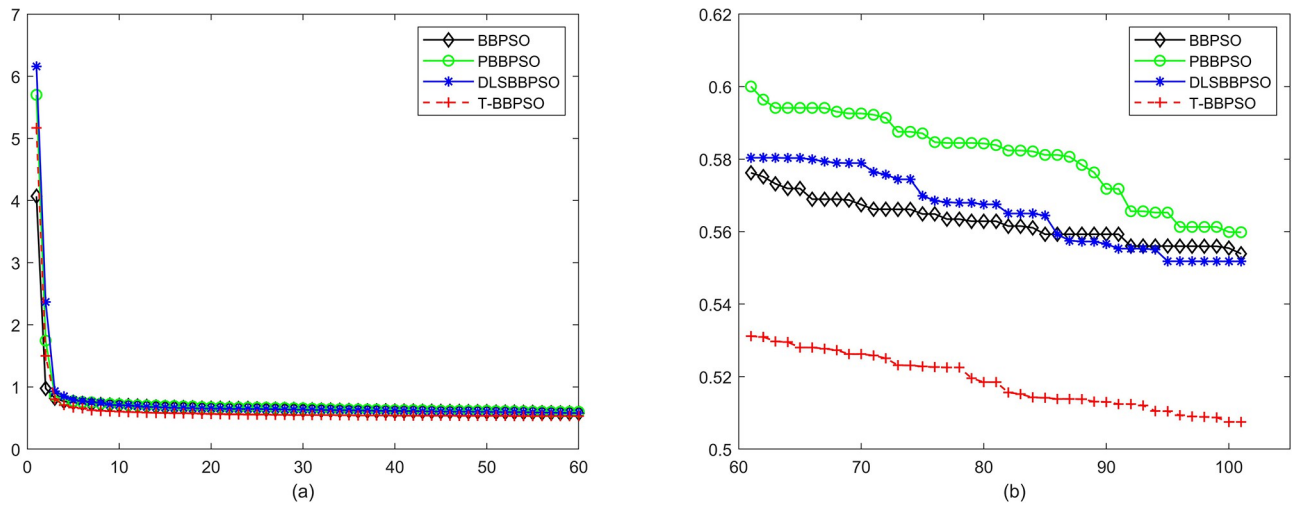 7
6
5
4
3
2
1
0
0 10 20 30 40 50 60
BBPSO
PBBPSO
DLSBBPSO
T-BBPSO
(a)
0.62
0.6
0.58
0.56
0.54
0.52
0.5
60 70 80 90 100
BBPSO
PBBPSO
DLSBBPSO
T-BBPSO
(b)